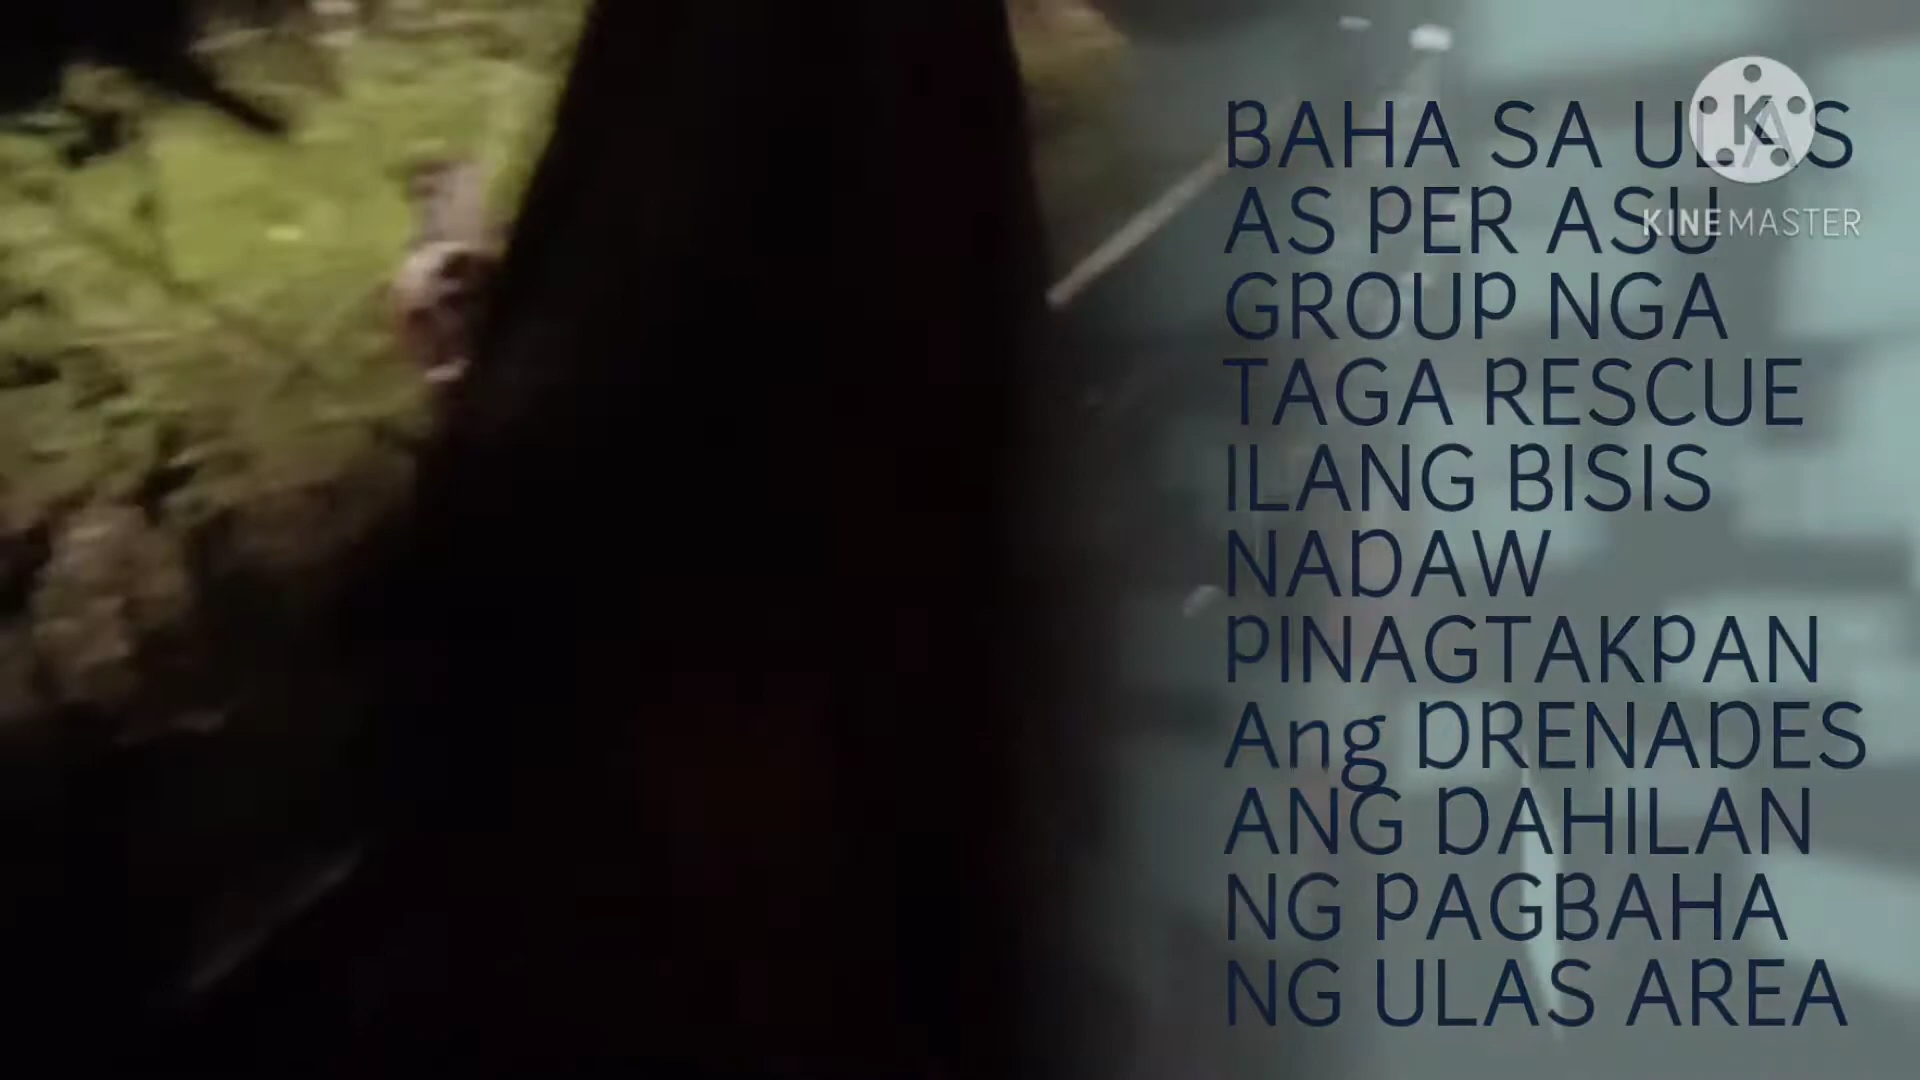 BAHA SA ULAS
AS PER ASU
GROUP NGA
TAGA RESCUE
ILANG BISIS
NADAW
PINAGTAKPAN
Ang DRENADES
ANG DAHILAN
NG PAGBAHA
NG ULAS AREA
K
KINEMASTER